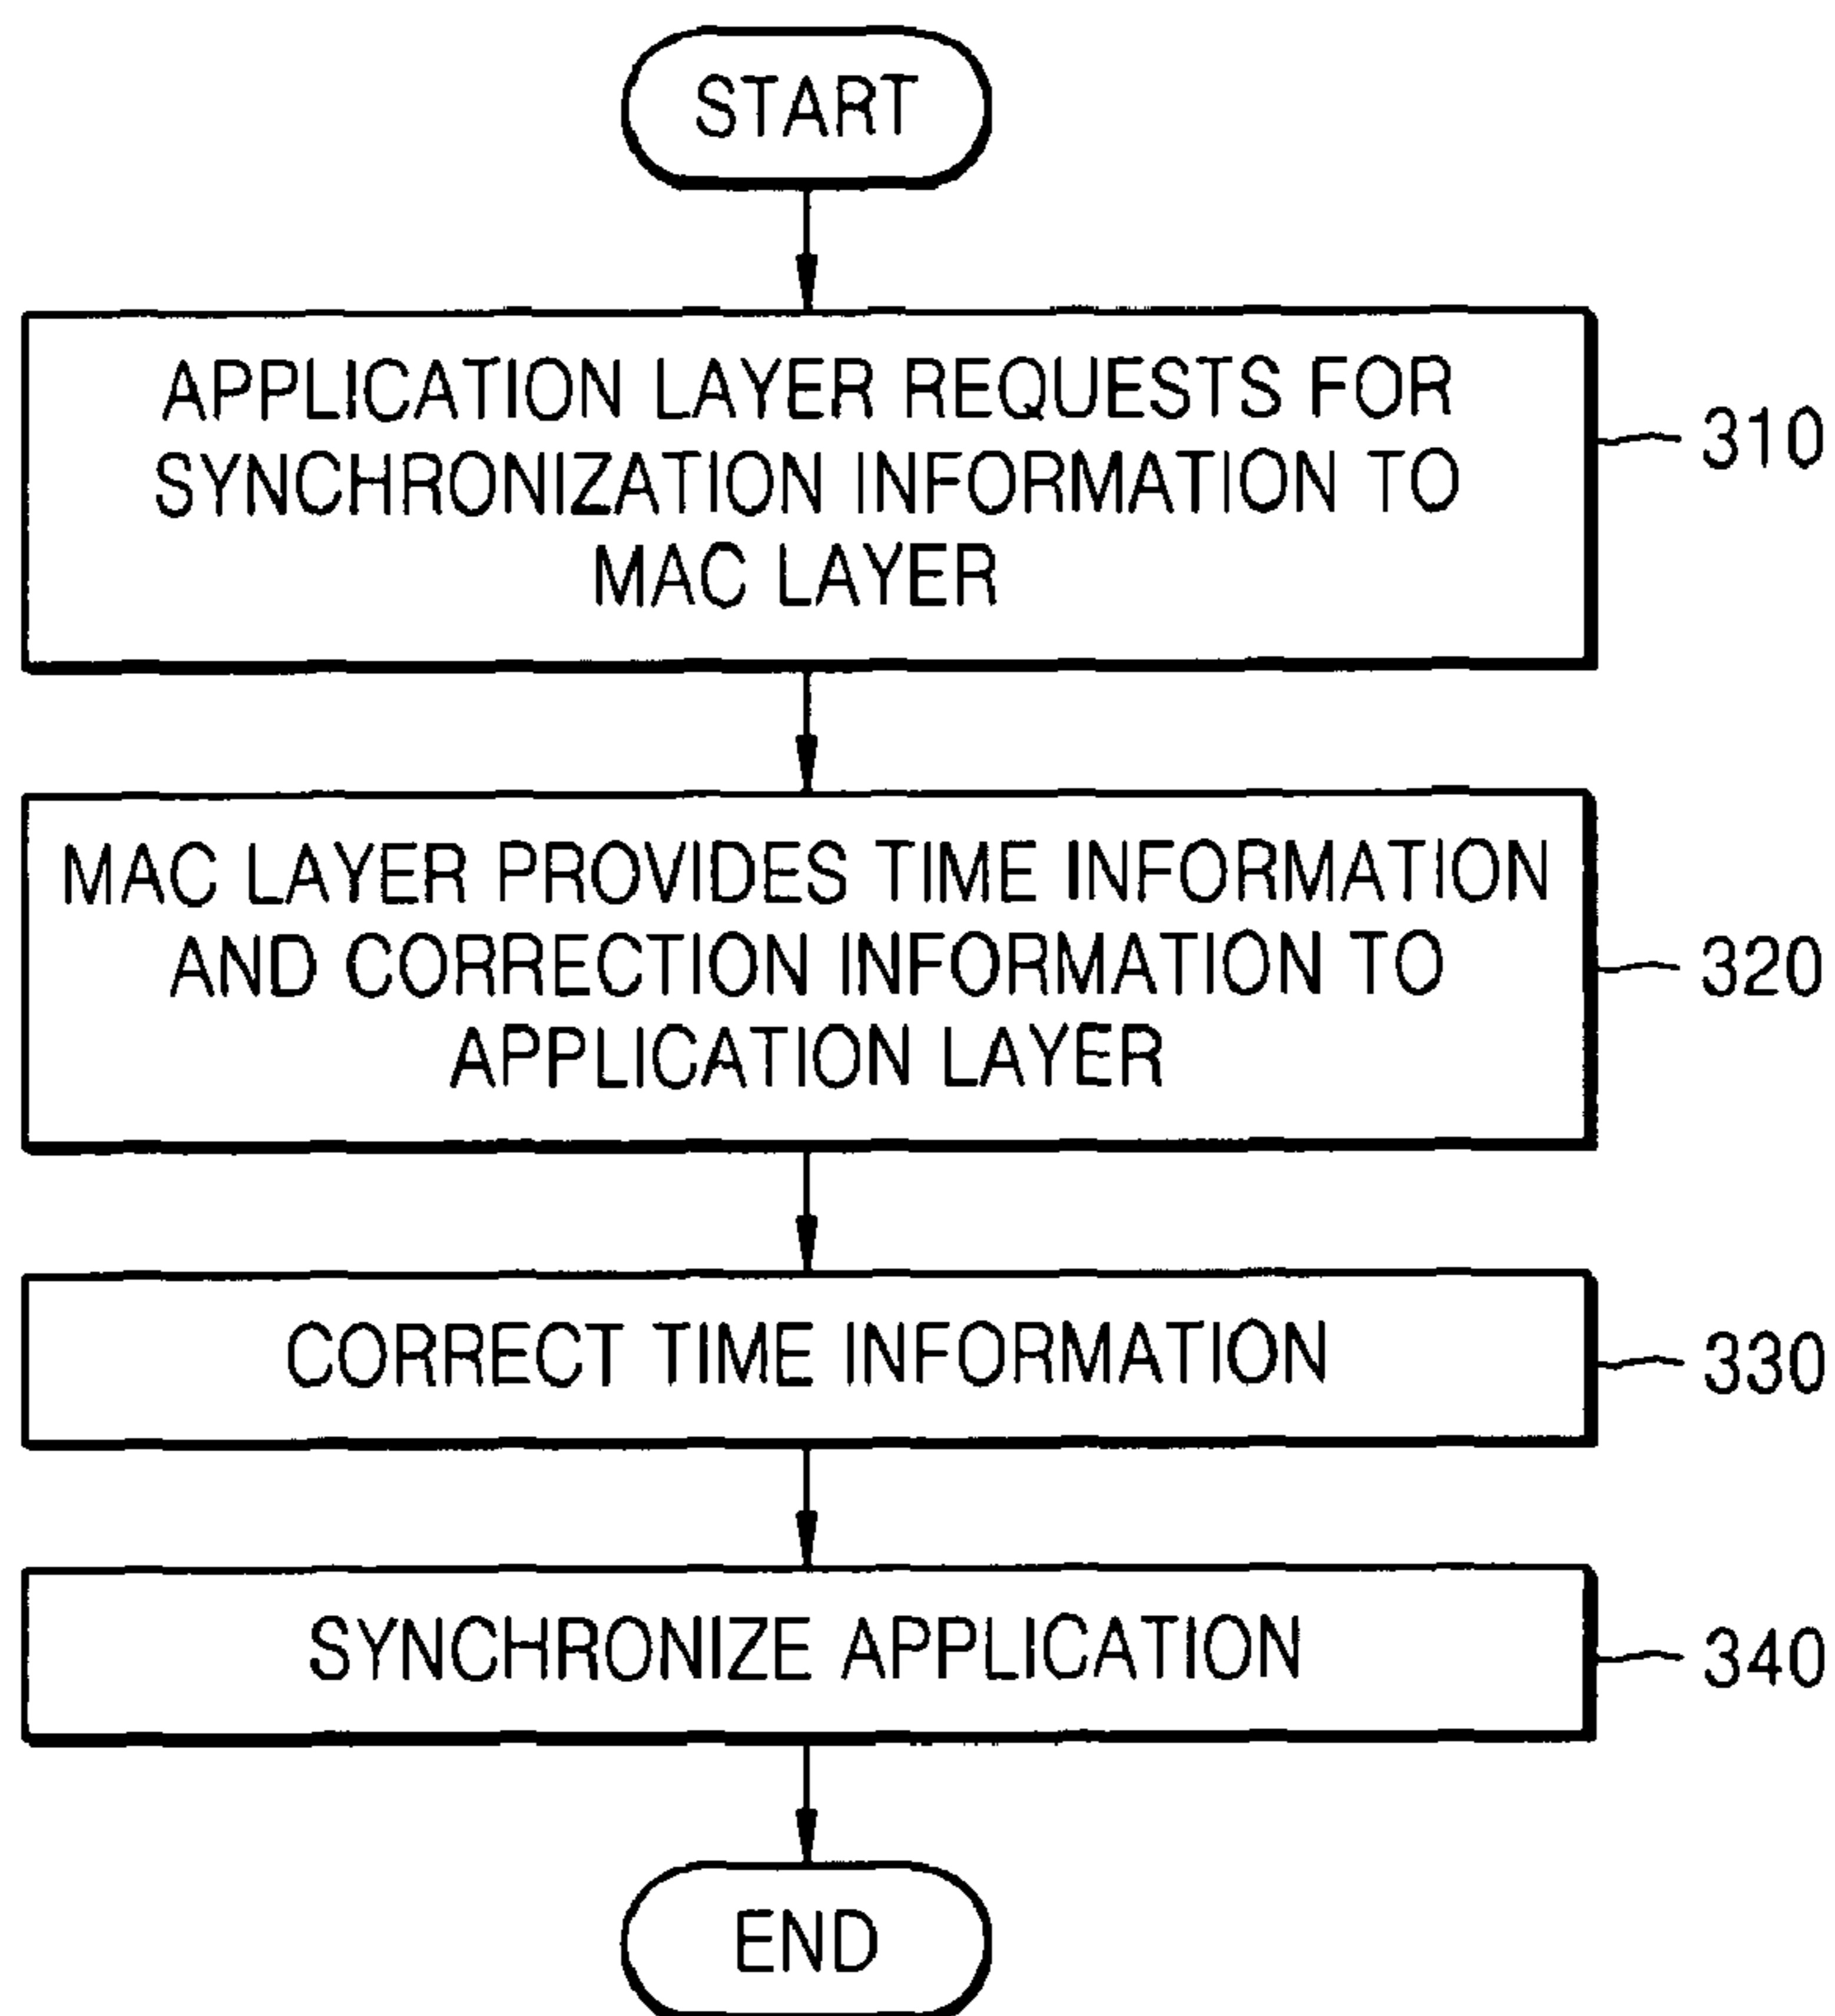 START
APPLICATION LAYER REQUESTS FOR
SYNCHRONIZATION INFORMATION TO
MAC LAYER
310
MAC LAYER PROVIDES TIME INFORMATION
AND CORRECTION INFORMATION TO
APPLICATION LAYER
320
CORRECT TIME INFORMATION
330
SYNCHRONIZE APPLICATION
340
END